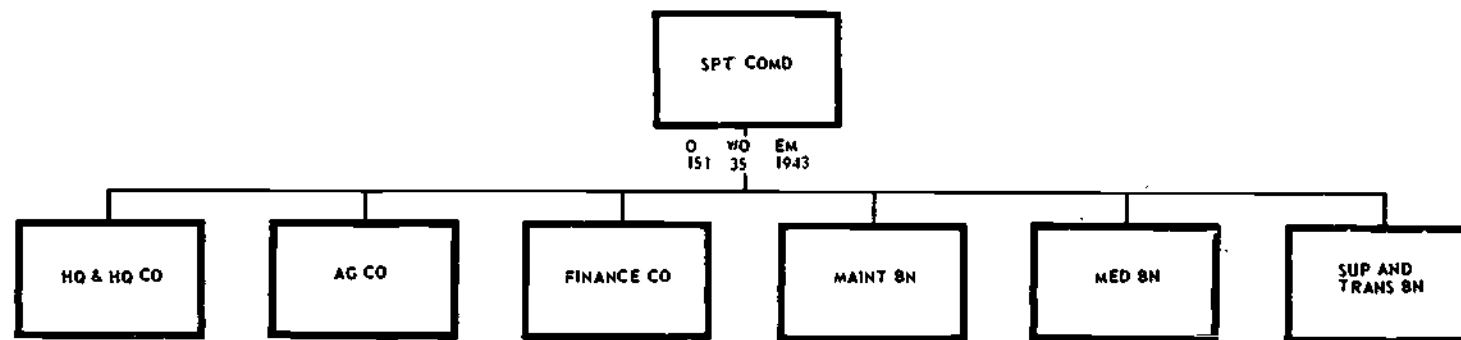 SPT COMD
O WO EM
151 35 1943
HQ & HQ CO
AG CO
FINANCE CO
MAINT BN
MED BN
SUP AND
TRANS BN